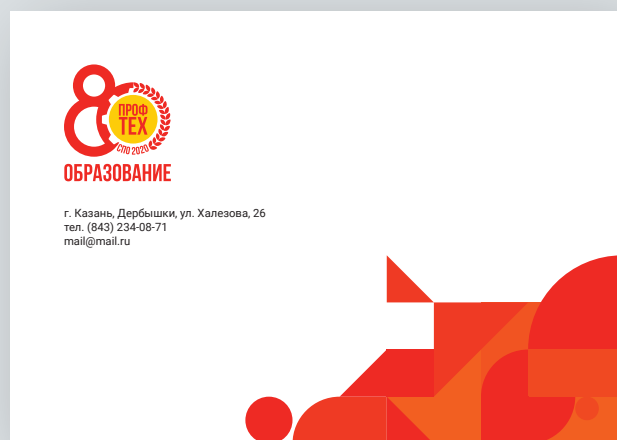 ПРОФ
ТЕХ
СПО 2020
ОБРАЗОВАНИЕ
г. Казань, Дербышки, ул. Халезова, 26
тел. (843) 234-08-71
mail@mail.ru